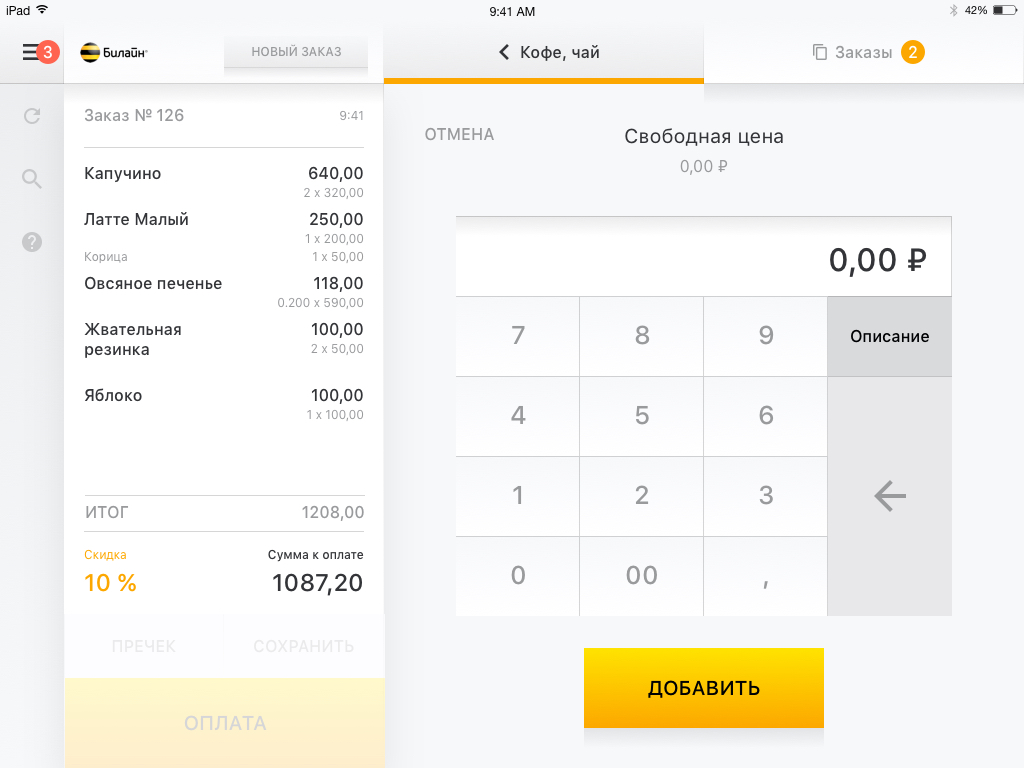 iPad 9:41 AM 42%
3 Билайн НОВЫЙ ЗАКАЗ Кофе, чай Заказы 2
Заказ № 126 9:41
Капучино 640,00
2 x 320,00
Латте Малый 250,00
1 x 200,00
Корица 1 x 50,00
Овсяное печенье 118,00
0.200 x 590,00
Жвательная 100,00
резинка 2 x 50,00
Яблоко 100,00
1 x 100,00
ИТОГ 1208,00
Скидка Сумма к оплате
10 % 1087,20
ПРЕЧЕК СОХРАНИТЬ
ОПЛАТА
ОТМЕНА Свободная цена
0,00 ₽
0,00 ₽
7 8 9 Описание
4 5 6
1 2 3
0 00 ,
ДОБАВИТЬ